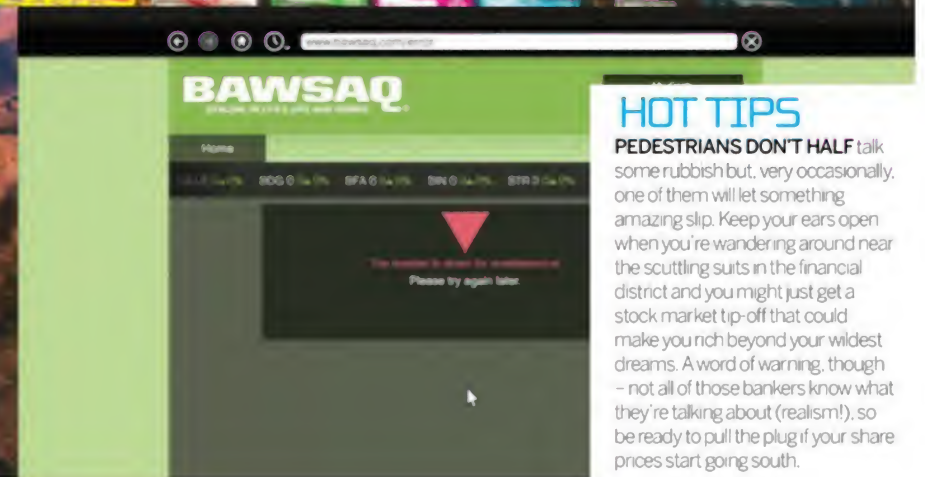 www.bawsaq.com/error
BAWSAQ
Home
Please try again later.
HOT TIPS
PEDESTRIANS DON'T HALF talk
some rubbish but, very occasionally,
one of them will let something
amazing slip. Keep your ears open
when you're wandering around near
the scuttling suits in the financial
district and you might just get a
stock market tip-off that could
make you rich beyond your wildest
dreams. A word of warning, though
– not all of those bankers know what
they're talking about (realism!), so
be ready to pull the plug if your share
prices start going south.